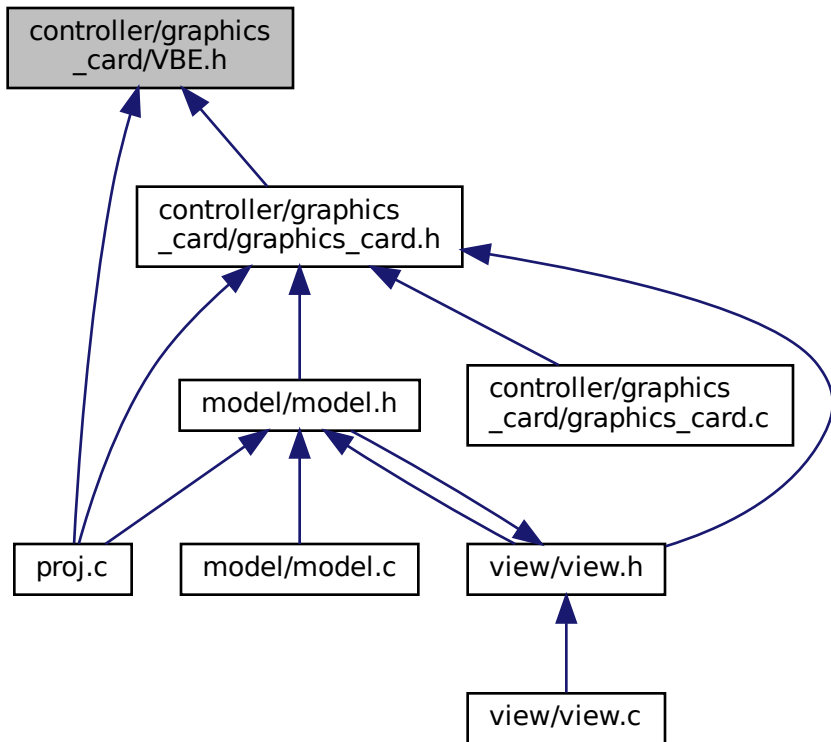 controller/graphics
_card/VBE.h
controller/graphics
_card/graphics_card.h
model/model.h
controller/graphics
_card/graphics_card.c
proj.c
model/model.c
view/view.h
view/view.c